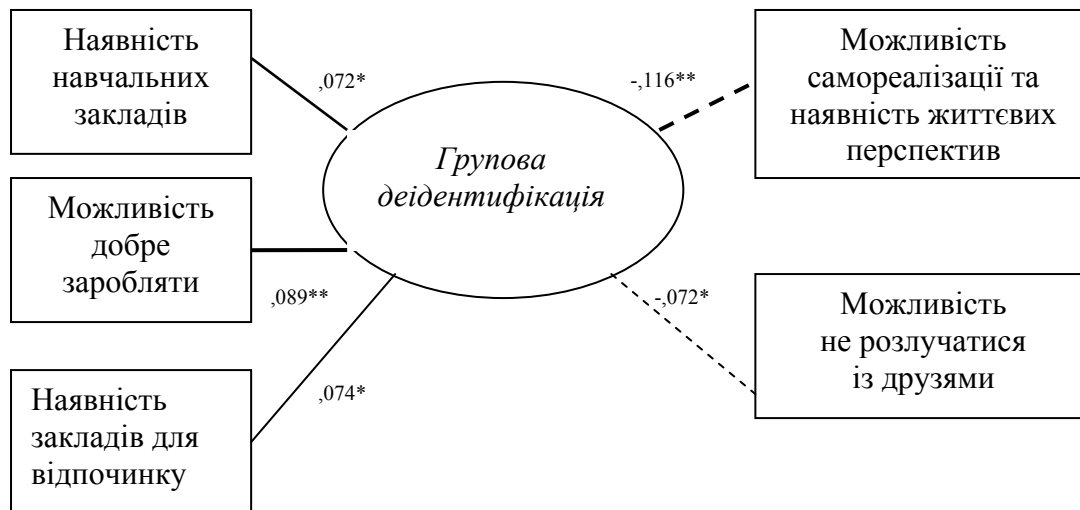 Наявність
навчальних
закладів
,072*
Можливість
добре
заробляти
,089**
Наявність
закладів для
відпочинку
,074*
Групова
деідентифікація
-,116**
Можливість
самореалізації та
наявність життєвих
перспектив
-,072*
Можливість
не розлучатися
із друзями